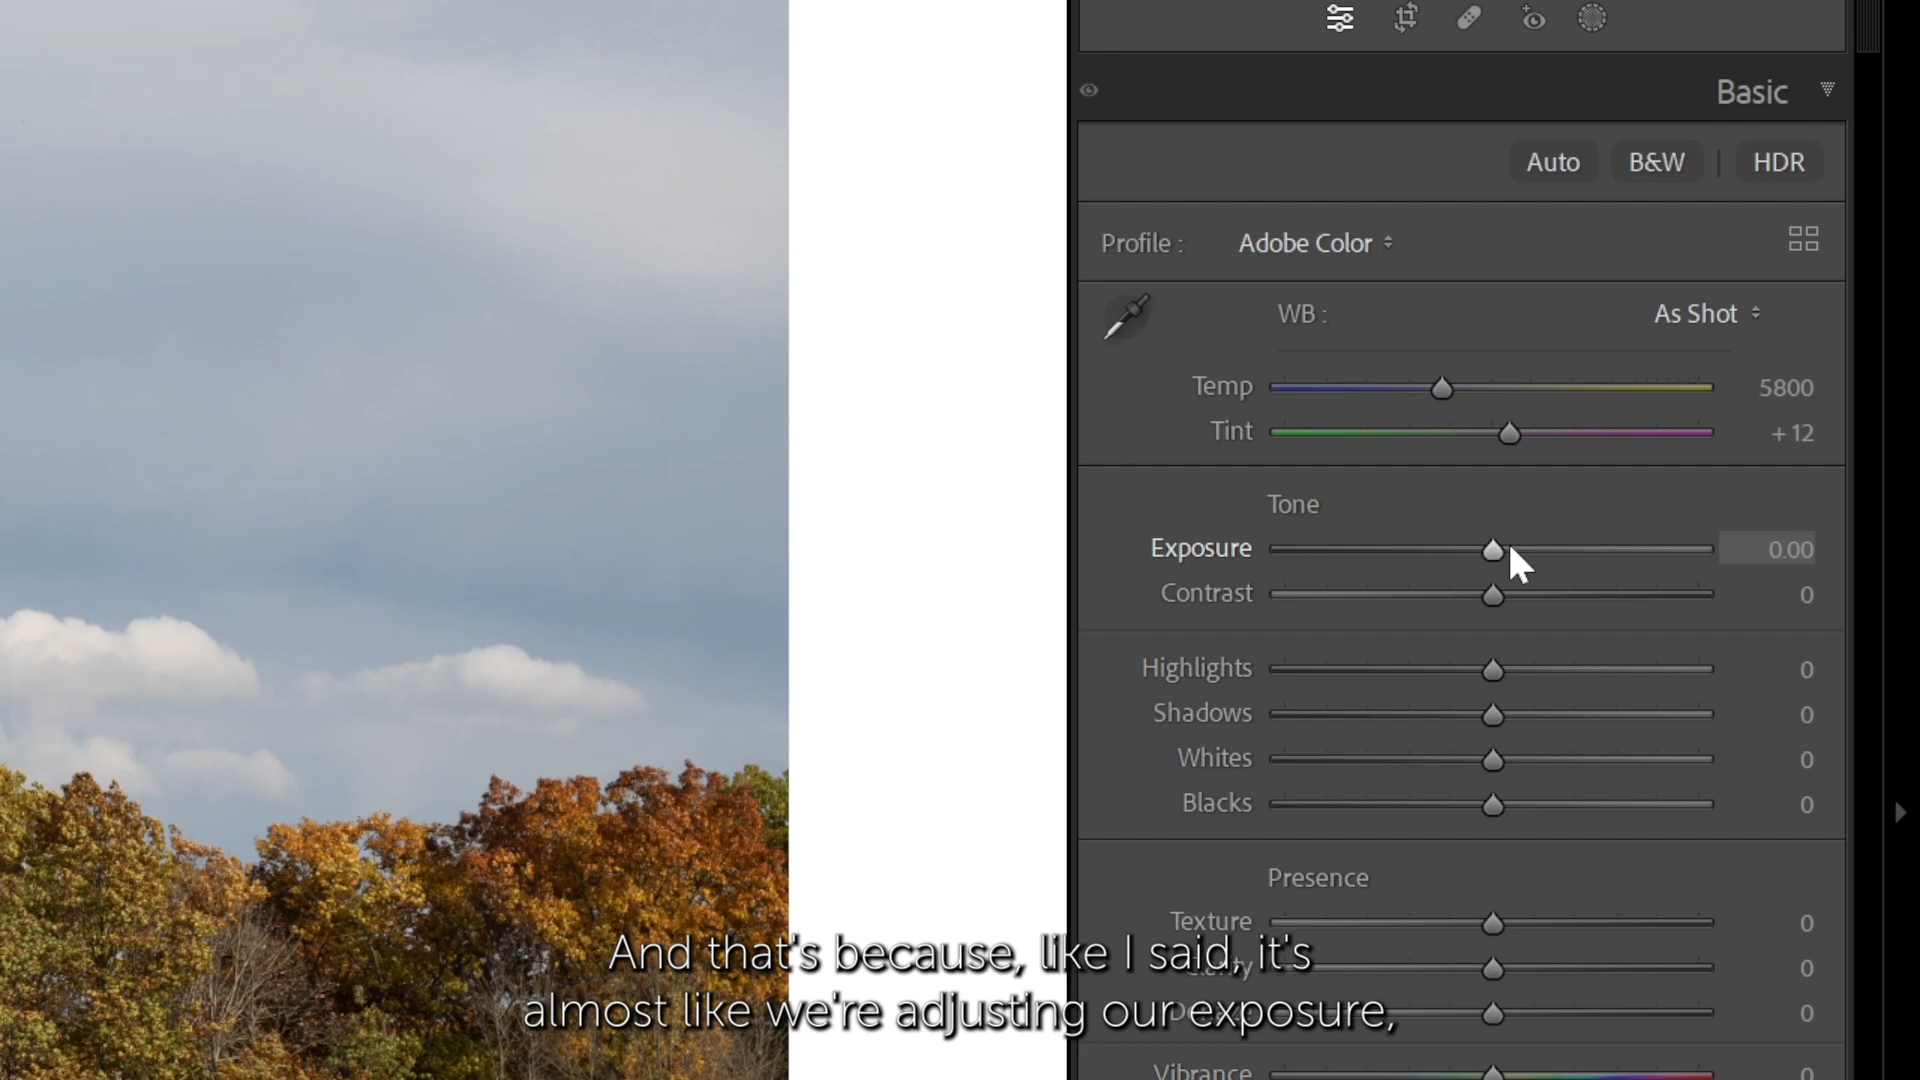 Basic
Auto B&W | HDR
Profile : Adobe Color
WB : As Shot
Temp 5800
Tint + 12
Tone
Exposure 0.00
Contrast 0
Highlights 0
Shadows 0
Whites 0
Blacks 0
Presence
Texture 0
Clarity 0
0
Vibrance 0
And that's because, like I said, it's
almost like we're adjusting our exposure,